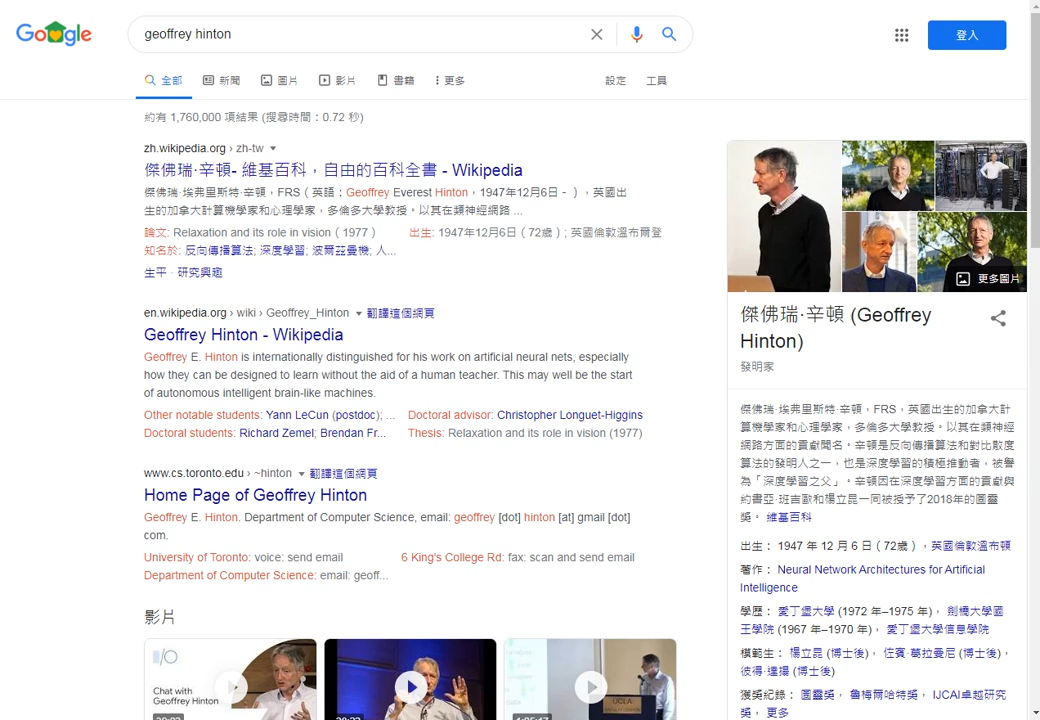 Google
geoffrey hinton
登入
全部 新聞 圖片 影片 書籍 更多 設定 工具
約有 1,760,000 項結果 (搜尋時間：0.72 秒)
zh.wikipedia.org › zh-tw
傑佛瑞·辛頓- 維基百科，自由的百科全書 - Wikipedia
傑佛瑞·埃弗里斯特·辛頓，FRS（英語：Geoffrey Everest Hinton，1947年12月6日－），英國出
生的加拿大計算機學家和心理學家，多倫多大學教授。以其在類神經網路 ...
論文: Relaxation and its role in vision（1977） 出生: 1947年12月6日（72歲）; 英國倫敦溫布爾登
知名於: 反向傳播算法; 深度學習; 波爾茲曼機; 人...
生平 · 研究興趣
en.wikipedia.org › wiki › Geoffrey_Hinton 翻譯這個網頁
Geoffrey Hinton - Wikipedia
Geoffrey E. Hinton is internationally distinguished for his work on artificial neural nets, especially
how they can be designed to learn without the aid of a human teacher. This may well be the start
of autonomous intelligent brain-like machines.
Other notable students: Yann LeCun (postdoc); ... Doctoral advisor: Christopher Longuet-Higgins
Doctoral students: Richard Zemel; Brendan Fr... Thesis: Relaxation and its role in vision (1977)
www.cs.toronto.edu › ~hinton 翻譯這個網頁
Home Page of Geoffrey Hinton
Geoffrey E. Hinton. Department of Computer Science, email: geoffrey [dot] hinton [at] gmail [dot]
com.
University of Toronto: voice: send email 6 King's College Rd: fax: scan and send email
Department of Computer Science: email: geoff...
影片
I/O
Chat with
Geoffrey Hinton
UCLA
更多圖片
傑佛瑞·辛頓 (Geoffrey
Hinton)
發明家
傑佛瑞·埃弗里斯特·辛頓，FRS，英國出生的加拿大計
算機學家和心理學家，多倫多大學教授。以其在類神經
網路方面的貢獻聞名。辛頓是反向傳播算法和對比散度
算法的發明人之一，也是深度學習的積極推動者，被譽
為「深度學習之父」。辛頓因在深度學習方面的貢獻與
約書亞·班吉歐和楊立昆一同被授予了2018年的圖靈
獎。 維基百科
出生： 1947 年 12 月 6 日（72歲），英國倫敦溫布頓
著作： Neural Network Architectures for Artificial
Intelligence
學歷： 愛丁堡大學 (1972 年–1975 年)， 劍橋大學國
王學院 (1967 年–1970 年)， 愛丁堡大學信息學院
模範生： 楊立昆 (博士後)， 佐賓·葛拉曼尼 (博士後)，
彼得·達揚 (博士後)
獲獎紀錄： 圖靈獎， 魯梅爾哈特獎， IJCAI卓越研究
獎， 更多